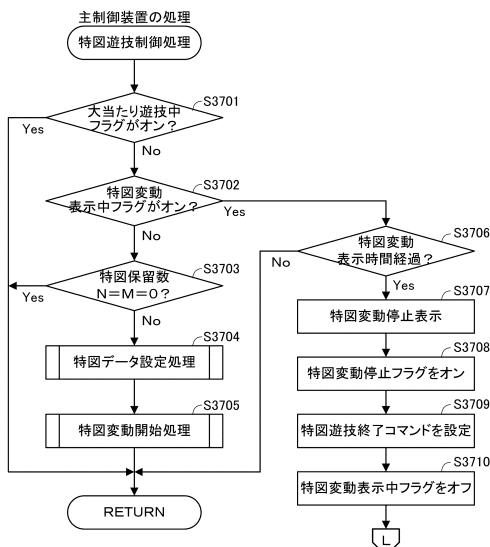 主制御装置の処理
特図遊技制御処理
S3701
大当たり遊技中
フラグがオン？
Yes
No
S3702
特図変動
表示中フラグがオン？
Yes
No
S3703
特図保留数
N＝M＝0？
Yes
No
S3704
特図データ設定処理
S3705
特図変動開始処理
RETURN
S3706
特図変動
表示時間経過？
No
Yes
S3707
特図変動停止表示
S3708
特図変動停止フラグをオン
S3709
特図遊技終了コマンドを設定
S3710
特図変動表示中フラグをオフ
L